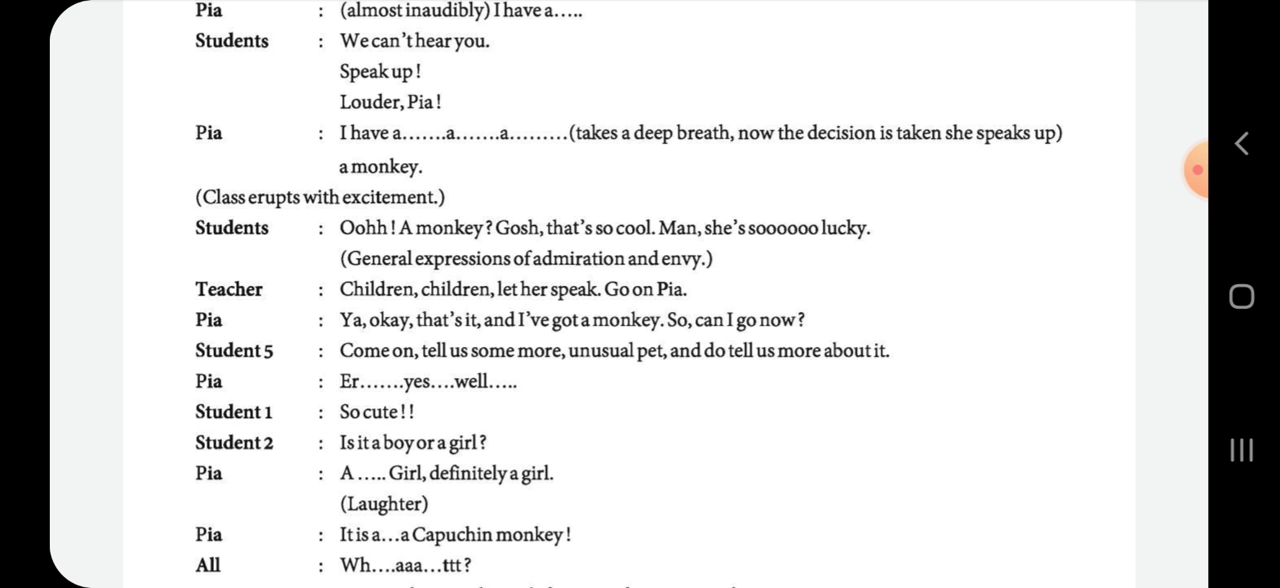 Pia : (almost inaudibly) I have a.....
Students : We can't hear you.
Speak up !
Louder, Pia !
Pia : I have a.......a.......a.........(takes a deep breath, now the decision is taken she speaks up)
a monkey.
(Class erupts with excitement.)
Students : Oohh ! A monkey ? Gosh, that's so cool. Man, she's soooooo lucky.
(General expressions of admiration and envy.)
Teacher : Children, children, let her speak. Go on Pia.
Pia : Ya, okay, that's it, and I've got a monkey. So, can I go now ?
Student 5 : Come on, tell us some more, unusual pet, and do tell us more about it.
Pia : Er.......yes....well.....
Student 1 : So cute ! !
Student 2 : Is it a boy or a girl ?
Pia : A ..... Girl, definitely a girl.
(Laughter)
Pia : It is a...a Capuchin monkey !
All : Wh....aaa...ttt ?